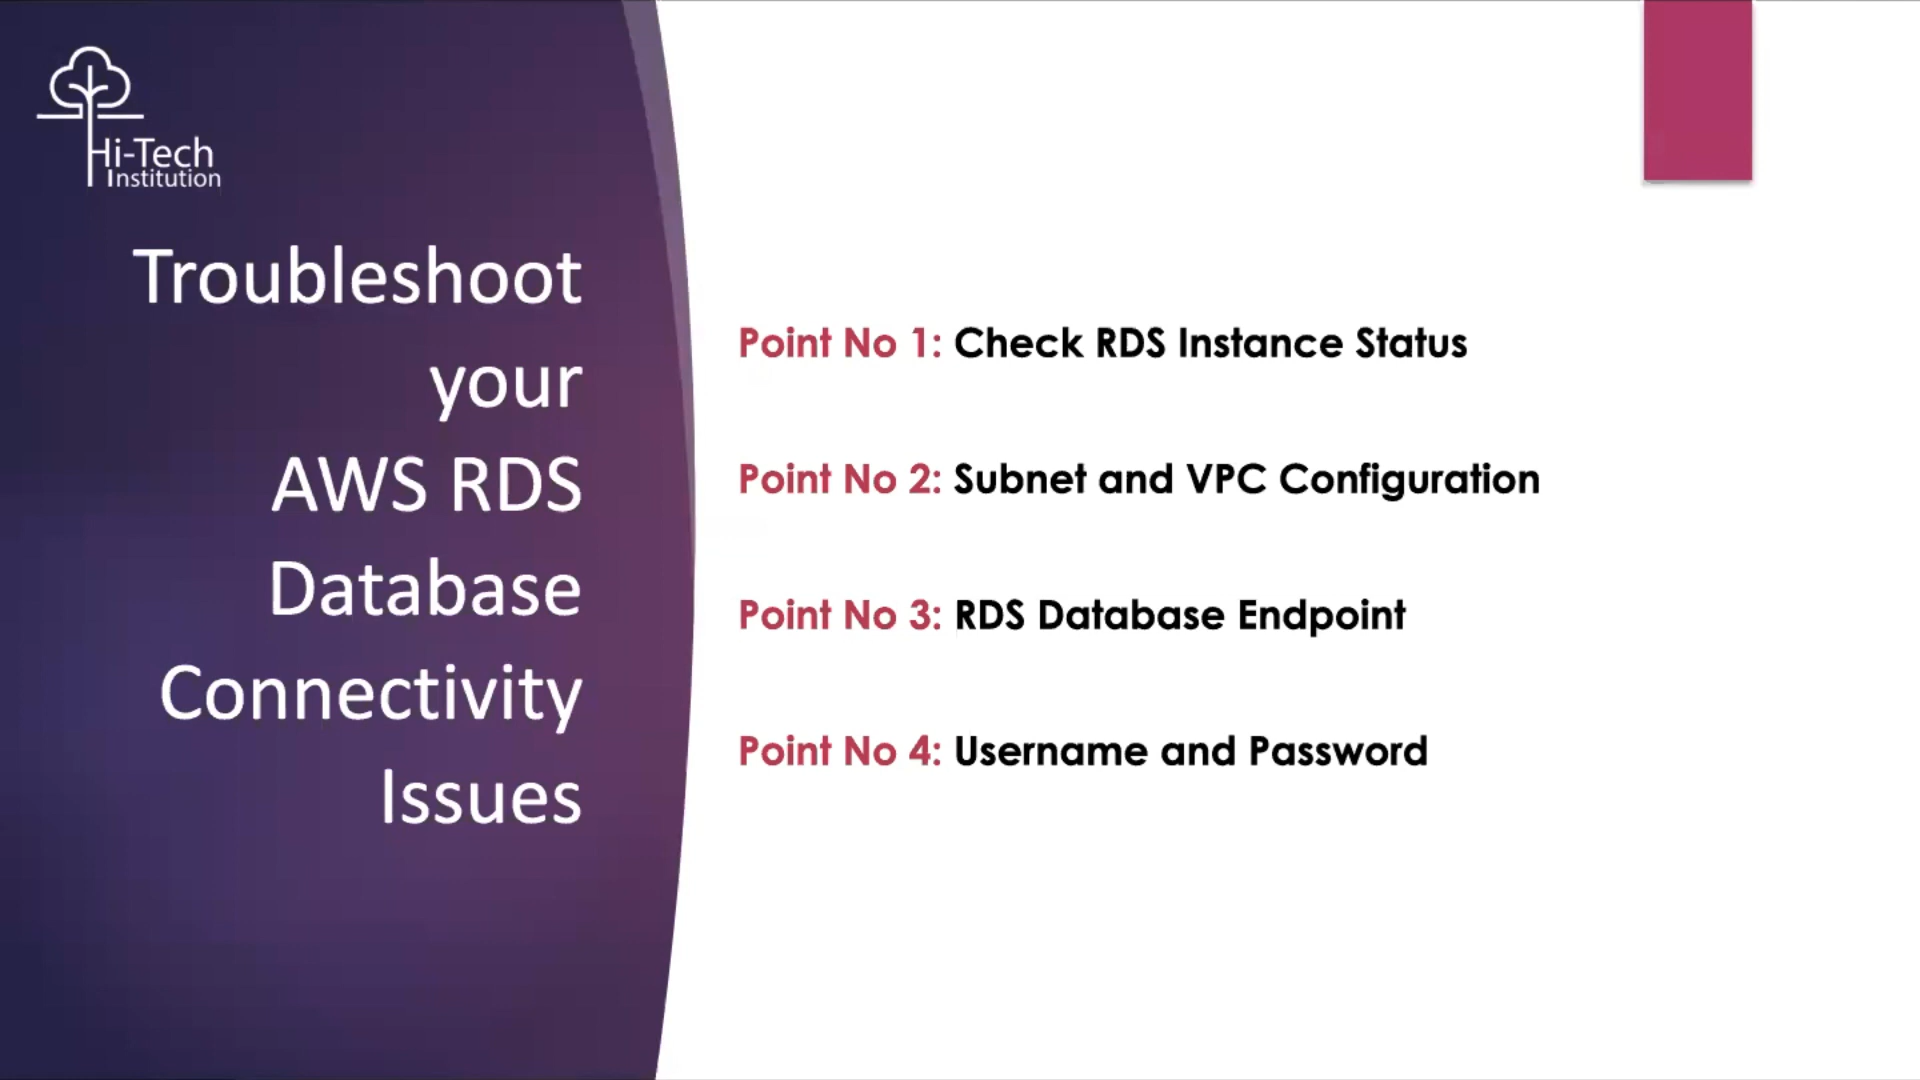 Hi-Tech
Institution
Troubleshoot
your
AWS RDS
Database
Connectivity
Issues
Point No 1: Check RDS Instance Status
Point No 2: Subnet and VPC Configuration
Point No 3: RDS Database Endpoint
Point No 4: Username and Password